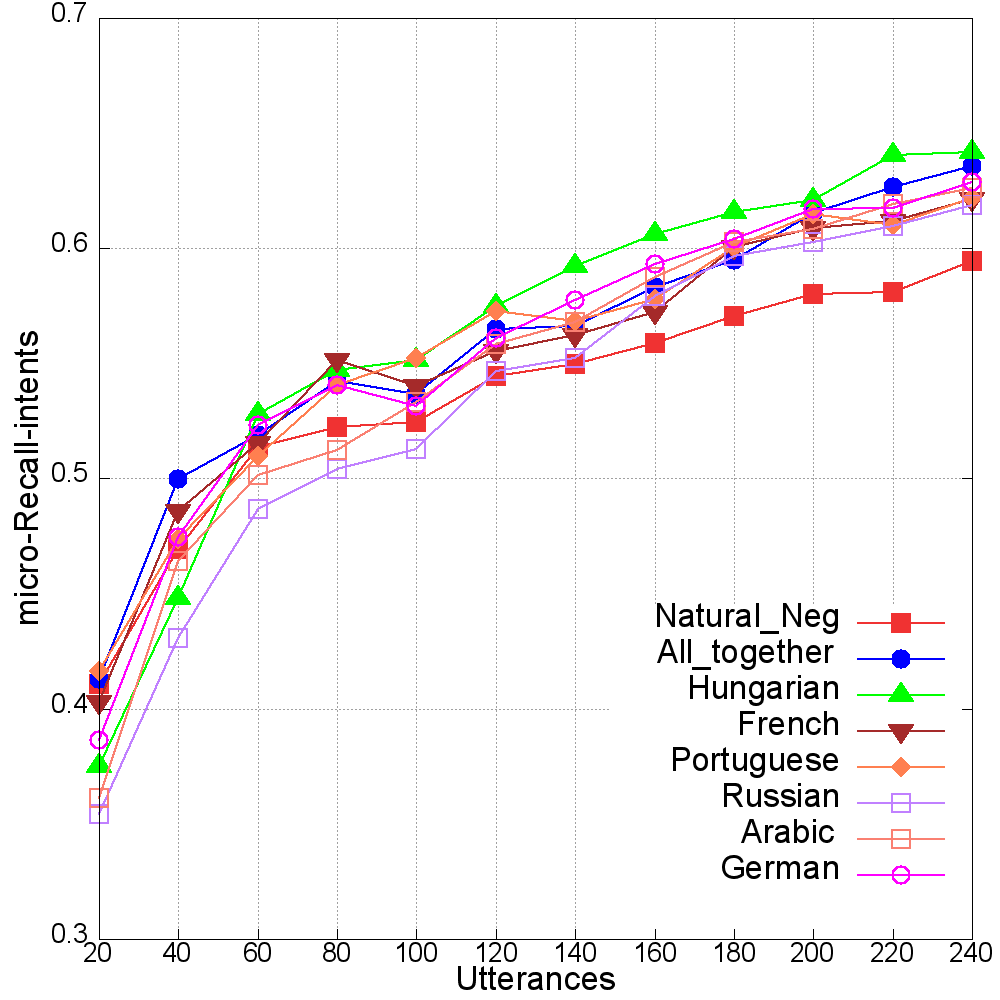 0.7
0.6
0.5
0.4
0.3
micro-Recall-intents
Natural_Neg
All_together
Hungarian
French
Portuguese
Russian
Arabic
German
20 40 60 80 100 120 140 160 180 200 220 240
Utterances